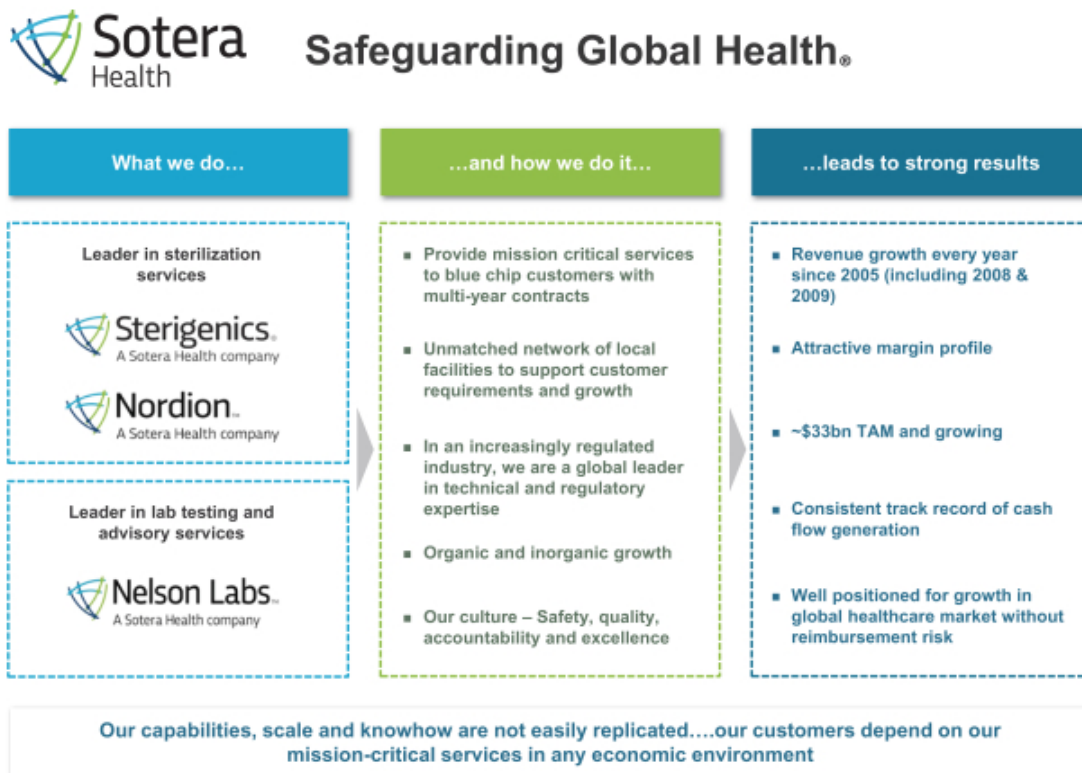 Sotera
Health
Safeguarding Global Health®
What we do...
Leader in sterilization
services
Sterigenics®
A Sotera Health company
Nordion™
A Sotera Health company
Leader in lab testing and
advisory services
Nelson Labs™
A Sotera Health company
...and how we do it...
▪ Provide mission critical services
to blue chip customers with
multi-year contracts
▪ Unmatched network of local
facilities to support customer
requirements and growth
▪ In an increasingly regulated
industry, we are a global leader
in technical and regulatory
expertise
▪ Organic and inorganic growth
▪ Our culture – Safety, quality,
accountability and excellence
...leads to strong results
▪ Revenue growth every year
since 2005 (including 2008 &
2009)
▪ Attractive margin profile
▪ ~$33bn TAM and growing
▪ Consistent track record of cash
flow generation
▪ Well positioned for growth in
global healthcare market without
reimbursement risk
Our capabilities, scale and knowhow are not easily replicated....our customers depend on our
mission-critical services in any economic environment